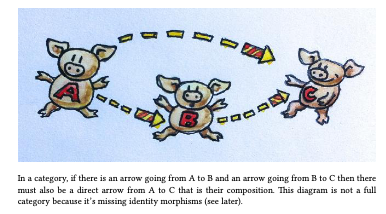 A
B
C
In a category, if there is an arrow going from A to B and an arrow going from B to C then there
must also be a direct arrow from A to C that is their composition. This diagram is not a full
category because it's missing identity morphisms (see later).